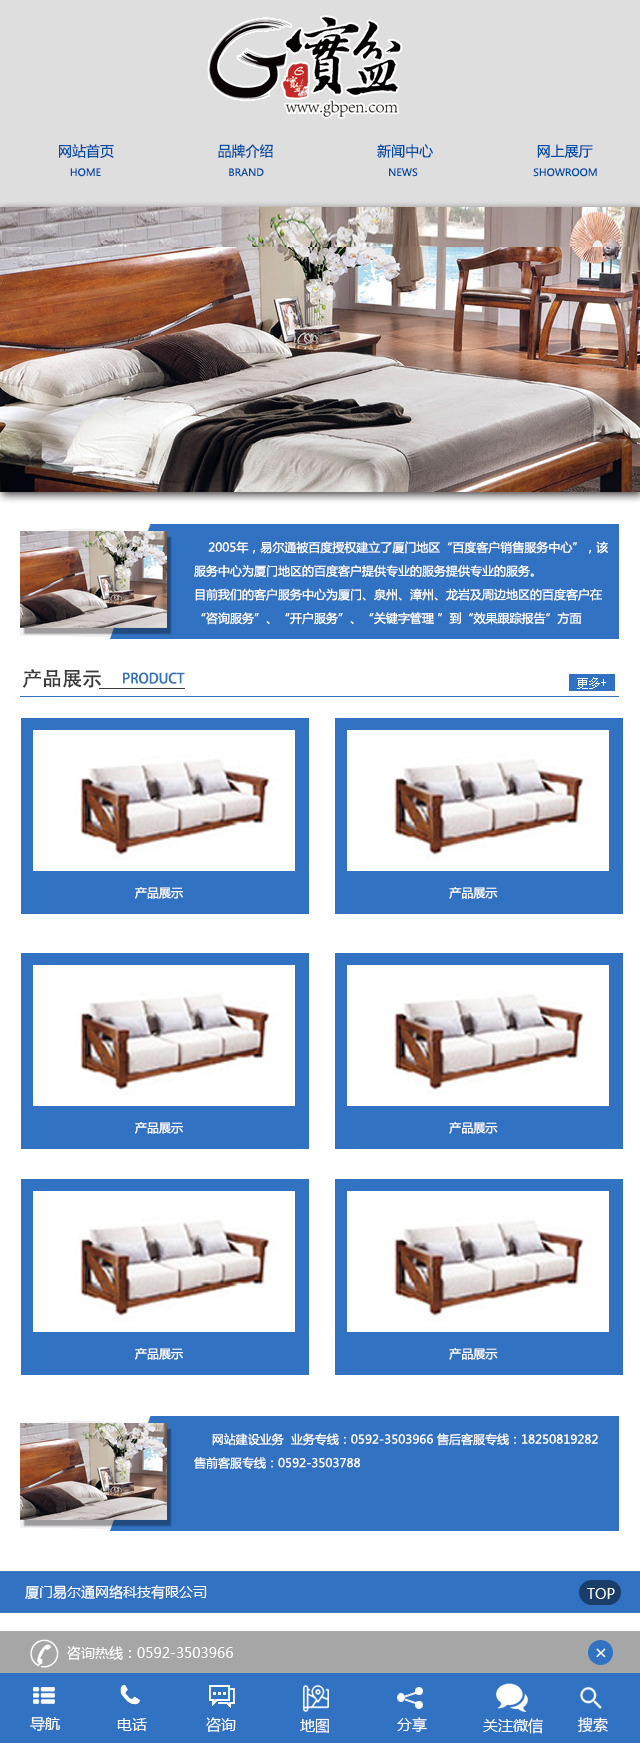 G實盆
www.gbpen.com
网站首页 品牌介绍 新闻中心 网上展厅
HOME BRAND NEWS SHOWROOM
2005年，易尔通被百度授权建立了厦门地区“百度客户销售服务中心”，该
服务中心为厦门地区的百度客户提供专业的服务提供专业的服务。
目前我们的客户服务中心为厦门、泉州、漳州、龙岩及周边地区的百度客户在
“咨询服务”、“开户服务”、“关键字管理 ”到“效果跟踪报告”方面
产品展示 PRODUCT 更多+
产品展示 产品展示
产品展示 产品展示
产品展示 产品展示
网站建设业务 业务专线：0592-3503966 售后客服专线：18250819282
售前客服专线：0592-3503788
厦门易尔通网络科技有限公司 TOP
咨询热线：0592-3503966 ×
导航 电话 咨询 地图 分享 关注微信 搜索